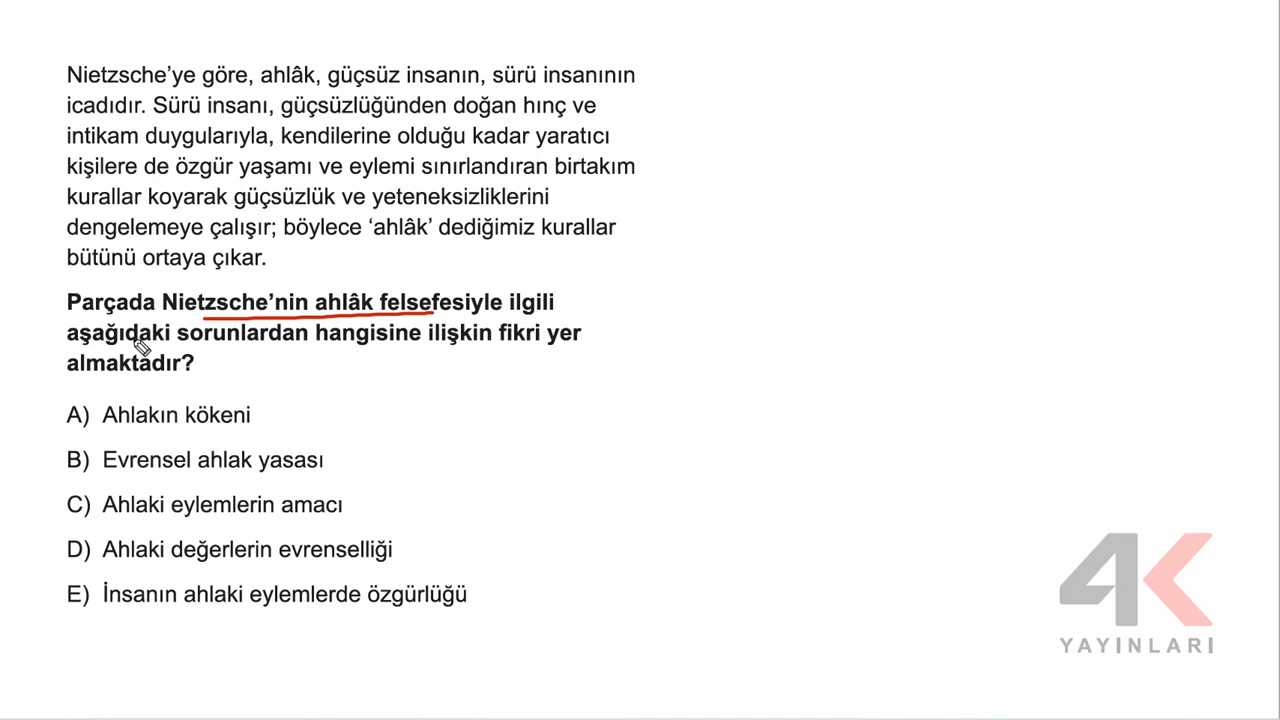 Nietzsche’ye göre, ahlâk, güçsüz insanın, sürü insanının
icadıdır. Sürü insanı, güçsüzlüğünden doğan hınç ve
intikam duygularıyla, kendilerine olduğu kadar yaratıcı
kişilere de özgür yaşamı ve eylemi sınırlandıran birtakım
kurallar koyarak güçsüzlük ve yeteneksizliklerini
dengelemeye çalışır; böylece ‘ahlâk’ dediğimiz kurallar
bütünü ortaya çıkar.
Parçada Nietzsche’nin ahlâk felsefesiyle ilgili
aşağıdaki sorunlardan hangisine ilişkin fikri yer
almaktadır?
A) Ahlakın kökeni
B) Evrensel ahlak yasası
C) Ahlaki eylemlerin amacı
D) Ahlaki değerlerin evrenselliği
E) İnsanın ahlaki eylemlerde özgürlüğü
4K
YAYINLARI